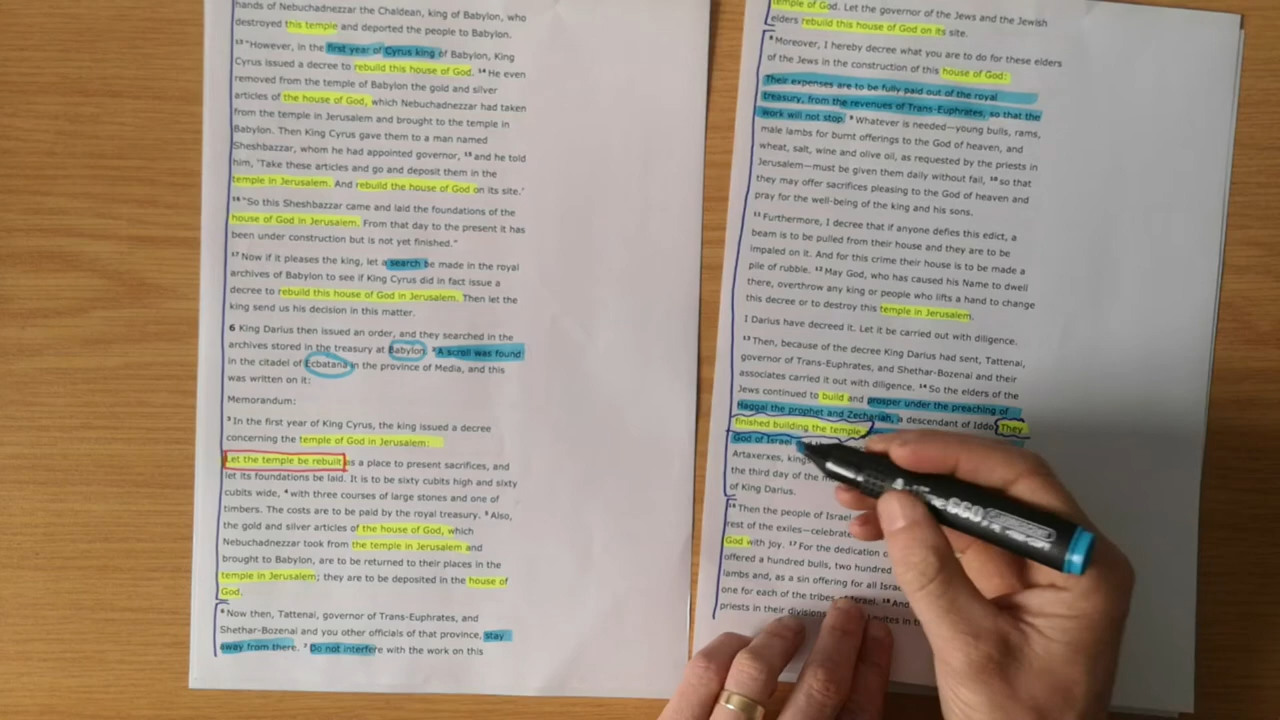 hands of Nebuchadnezzar the Chaldean, king of Babylon, who
destroyed this temple and deported the people to Babylon.
13 "However, in the first year of Cyrus king of Babylon, King
Cyrus issued a decree to rebuild this house of God. 14 He even
removed from the temple of Babylon the gold and silver
articles of the house of God, which Nebuchadnezzar had taken
from the temple in Jerusalem and brought to the temple in
Babylon. Then King Cyrus gave them to a man named
Sheshbazzar, whom he had appointed governor, 15 and he told
him, 'Take these articles and go and deposit them in the
temple in Jerusalem. And rebuild the house of God on its site.'
16 "So this Sheshbazzar came and laid the foundations of the
house of God in Jerusalem. From that day to the present it has
been under construction but is not yet finished."
17 Now if it pleases the king, let a search be made in the royal
archives of Babylon to see if King Cyrus did in fact issue a
decree to rebuild this house of God in Jerusalem. Then let the
king send us his decision in this matter.
6 King Darius then issued an order, and they searched in the
archives stored in the treasury at Babylon. 2 A scroll was found
in the citadel of Ecbatana in the province of Media, and this
was written on it:
Memorandum:
3 In the first year of King Cyrus, the king issued a decree
concerning the temple of God in Jerusalem:
Let the temple be rebuilt as a place to present sacrifices, and
let its foundations be laid. It is to be sixty cubits high and sixty
cubits wide, 4 with three courses of large stones and one of
timbers. The costs are to be paid by the royal treasury. 5 Also,
the gold and silver articles of the house of God, which
Nebuchadnezzar took from the temple in Jerusalem and
brought to Babylon, are to be returned to their places in the
temple in Jerusalem; they are to be deposited in the house of
God.
6 Now then, Tattenai, governor of Trans-Euphrates, and
Shethar-Bozenai and you other officials of that province, stay
away from there. 7 Do not interfere with the work on this
temple of God. Let the governor of the Jews and the Jewish
elders rebuild this house of God on its site.
8 Moreover, I hereby decree what you are to do for these elders
of the Jews in the construction of this house of God:
Their expenses are to be fully paid out of the royal
treasury, from the revenues of Trans-Euphrates, so that the
work will not stop. 9 Whatever is needed—young bulls, rams,
male lambs for burnt offerings to the God of heaven, and
wheat, salt, wine and olive oil, as requested by the priests in
Jerusalem—must be given them daily without fail, 10 so that
they may offer sacrifices pleasing to the God of heaven and
pray for the well-being of the king and his sons.
11 Furthermore, I decree that if anyone defies this edict, a
beam is to be pulled from their house and they are to be
impaled on it. And for this crime their house is to be made a
pile of rubble. 12 May God, who has caused his Name to dwell
there, overthrow any king or people who lifts a hand to change
this decree or to destroy this temple in Jerusalem.
I Darius have decreed it. Let it be carried out with diligence.
13 Then, because of the decree King Darius had sent, Tattenai,
governor of Trans-Euphrates, and Shethar-Bozenai and their
associates carried it out with diligence. 14 So the elders of the
Jews continued to build and prosper under the preaching of
Haggai the prophet and Zechariah, a descendant of Iddo. They
finished building the temple
God of Israel
Artaxerxes, kings
the third day of the
of King Darius.
16 Then the people of Israel
rest of the exiles—celebrated
God with joy. 17 For the dedication
offered a hundred bulls, two hundred
lambs and, as a sin offering for all Israel
one for each of the tribes of Israel. 18 And
priests in their divisions